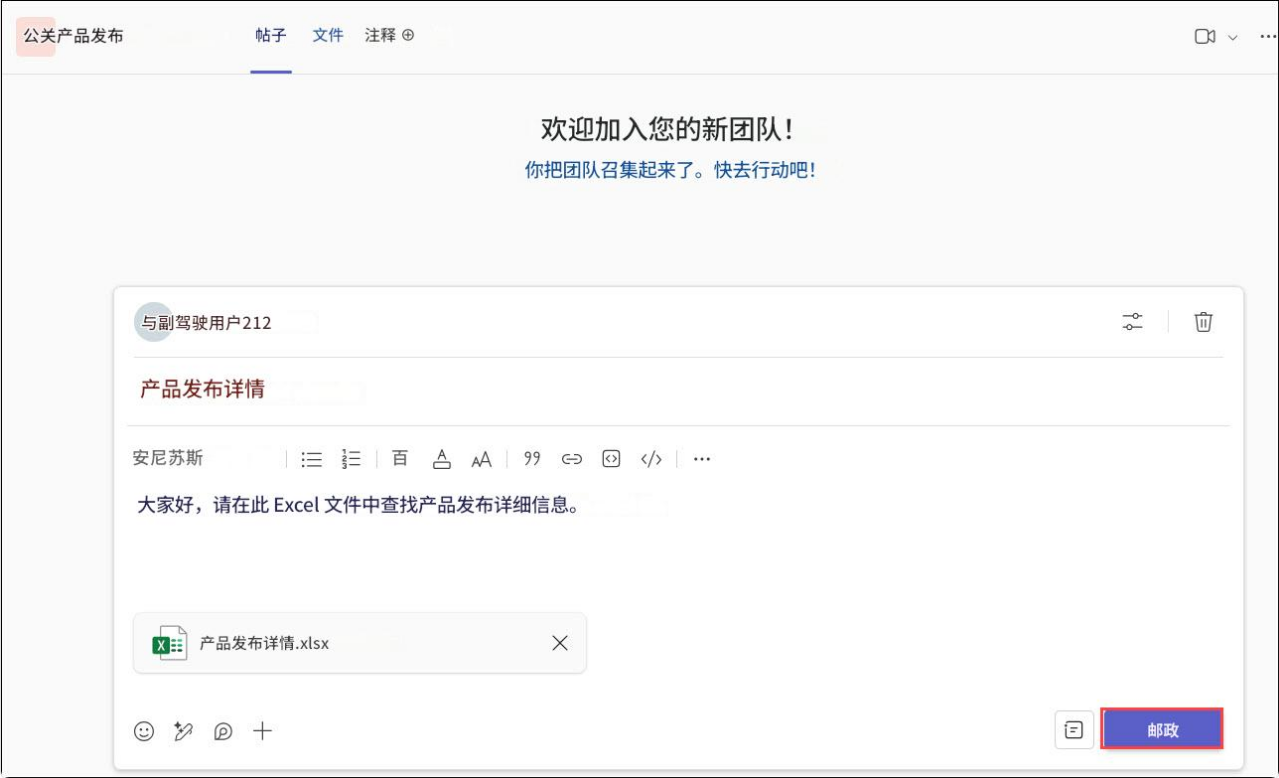 公关产品发布 帖子 文件 注释
欢迎加入您的新团队！
你把团队召集起来了。快去行动吧！
与副驾驶用户212
产品发布详情
安尼苏斯 百 A AA
大家好，请在此 Excel 文件中查找产品发布详细信息。
产品发布详情.xlsx
邮政